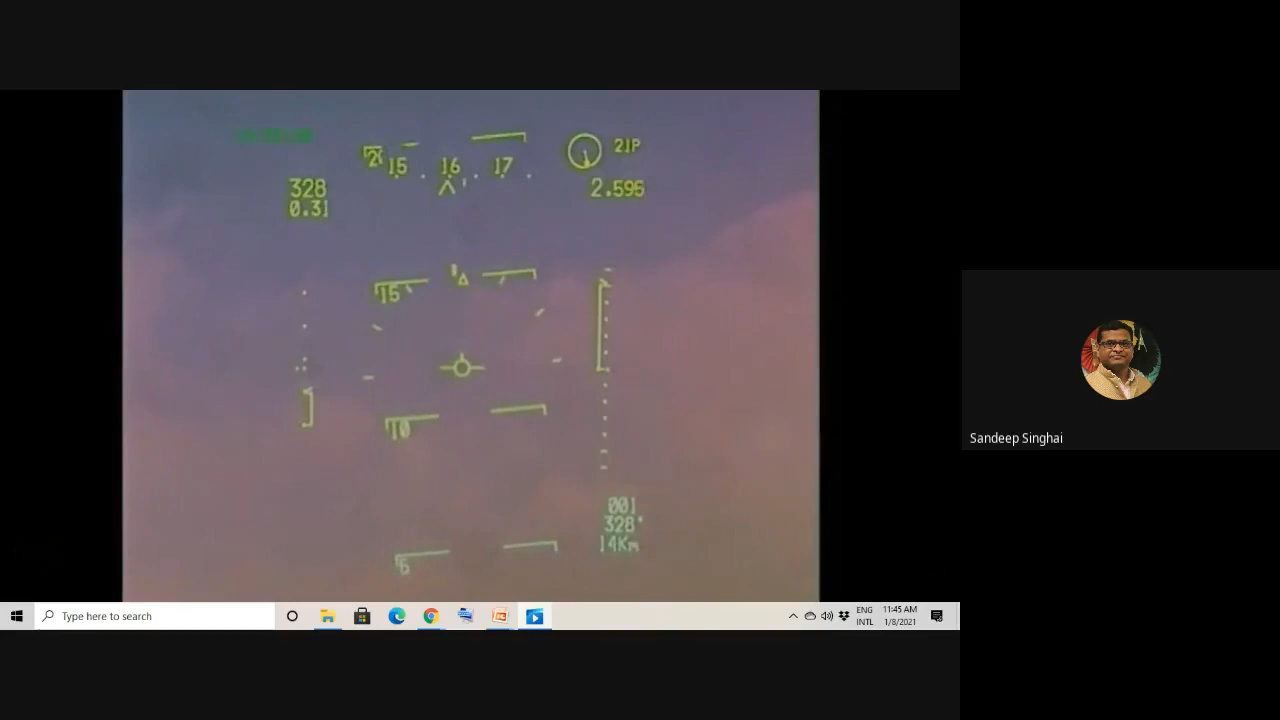 15 16 17
21P
328
2.595
0.31
15
10
001
328°
14Km
5
Sandeep Singhai
Type here to search
ENG
INTL
11:45 AM
1/8/2021